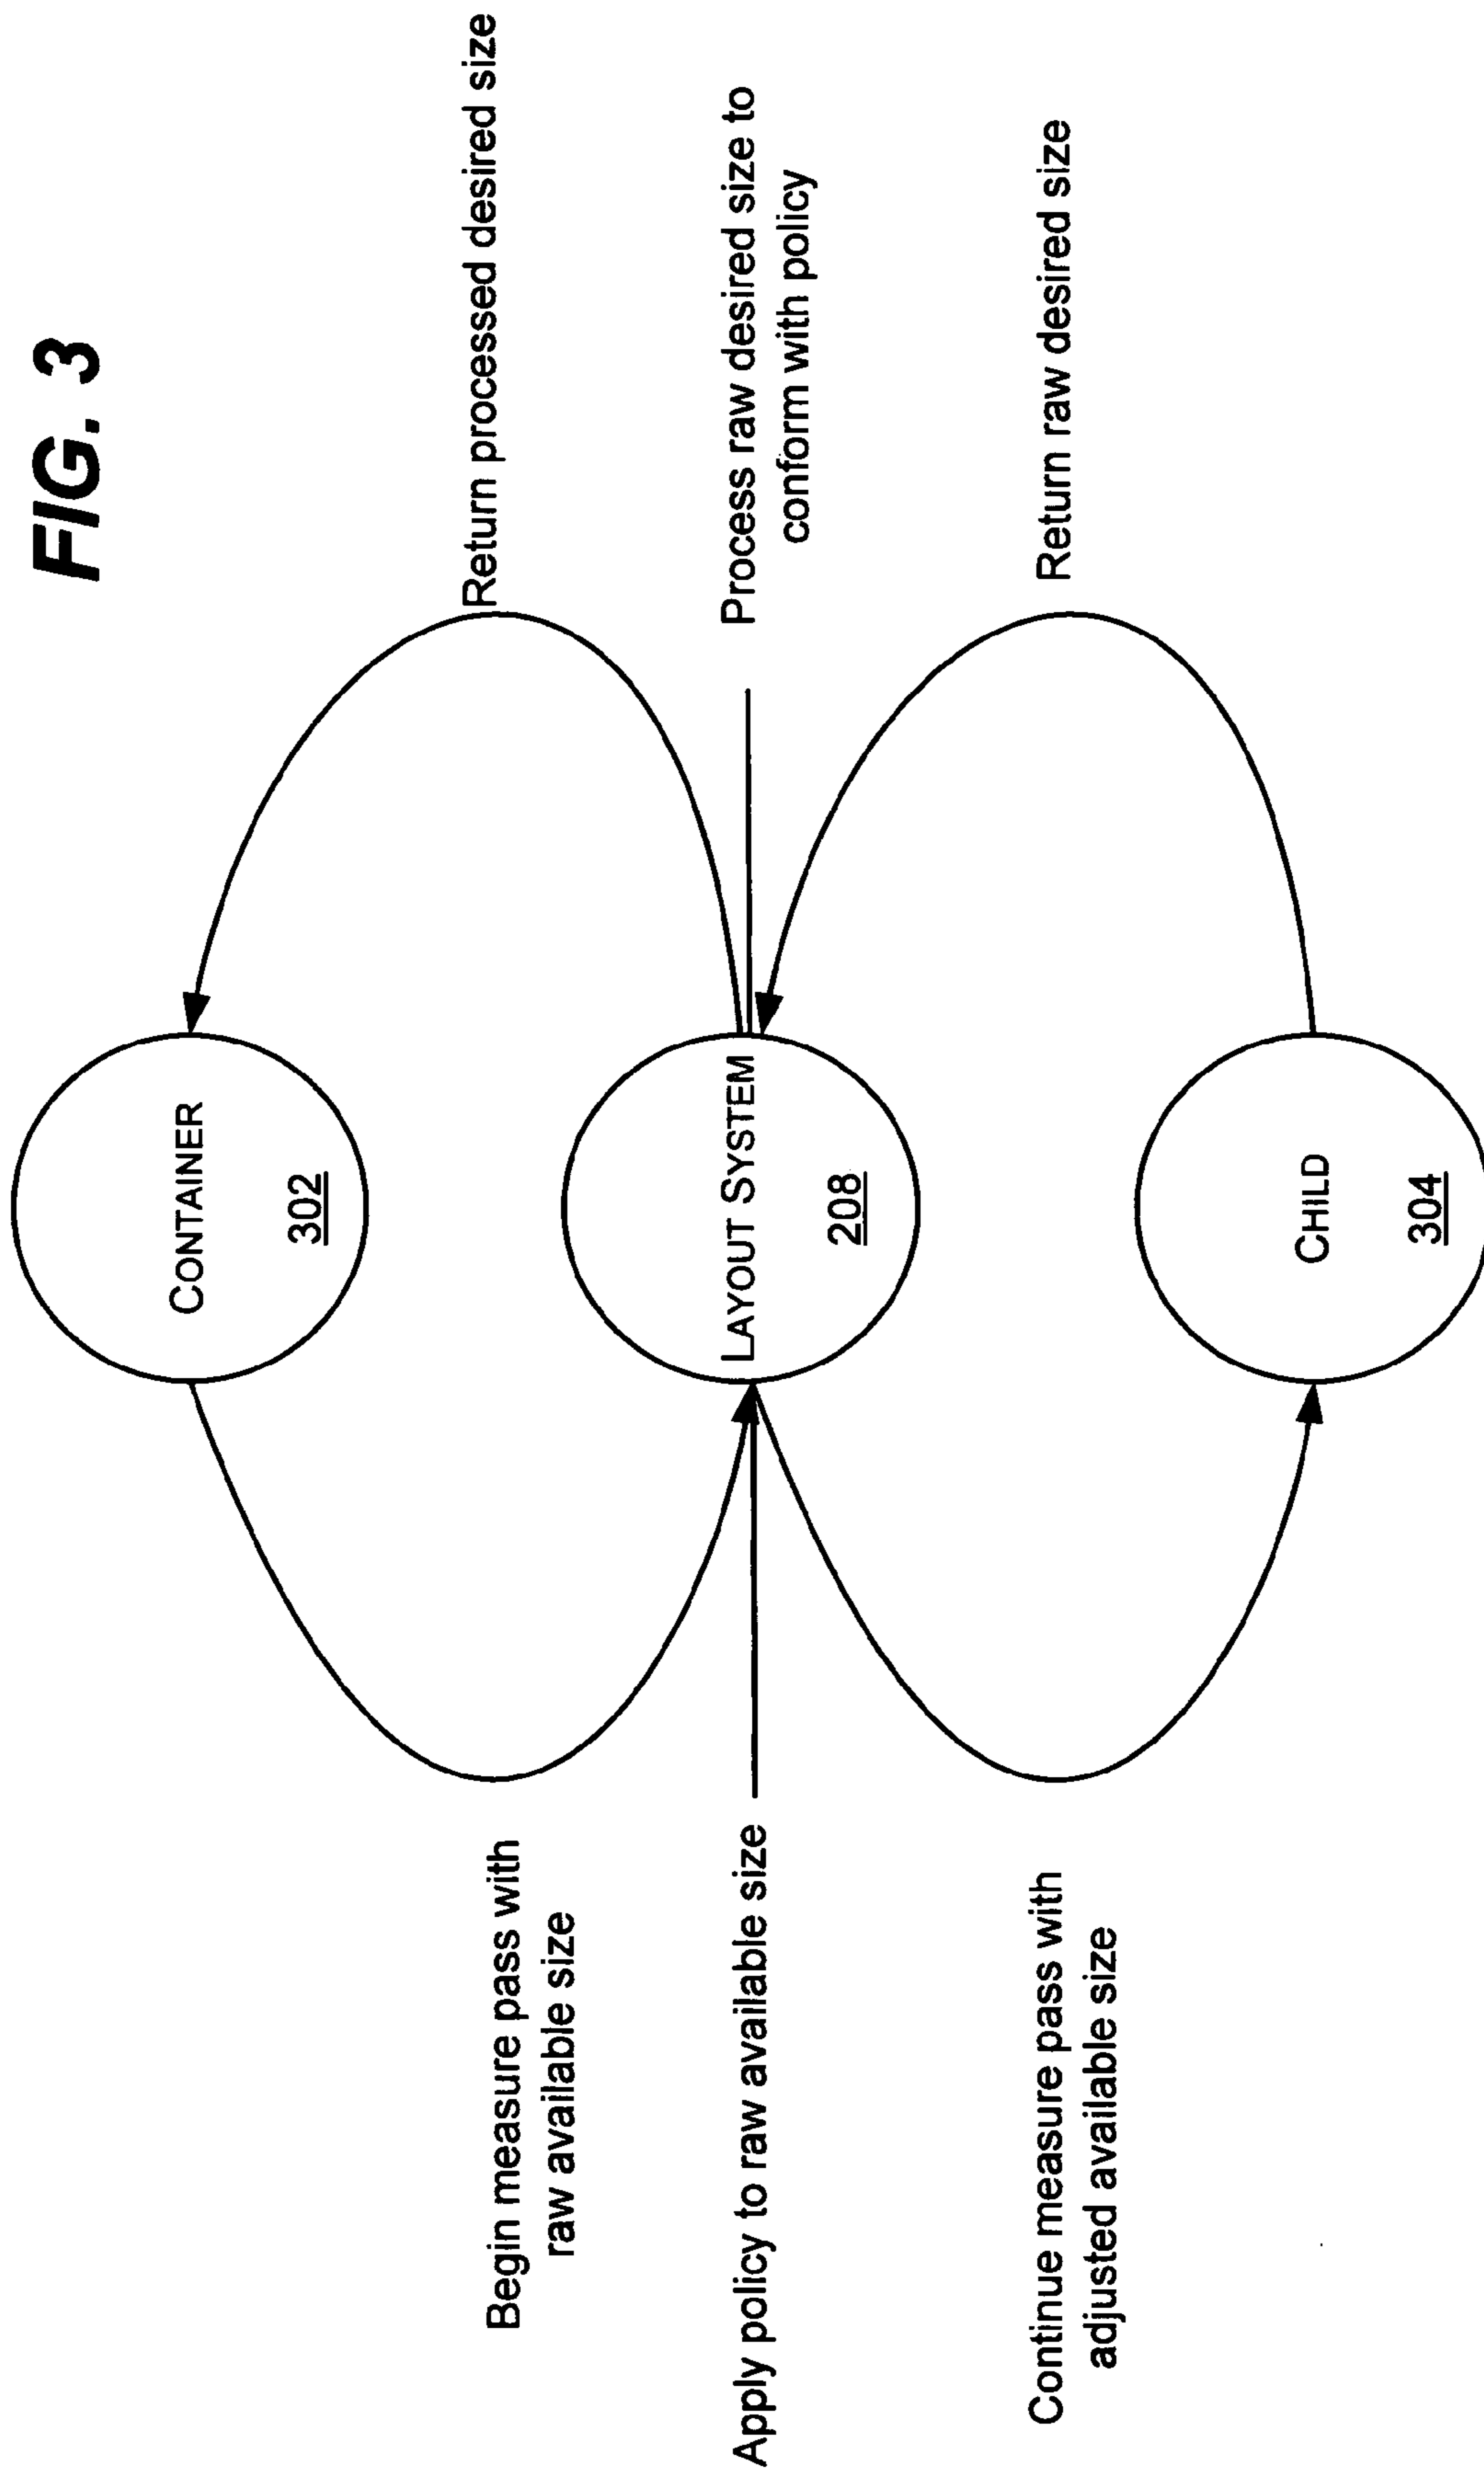 FIG. 3
CONTAINER
302
Begin measure pass with
raw available size
Return processed desired size
LAYOUT SYSTEM
208
Apply policy to raw available size
Process raw desired size to
conform with policy
Continue measure pass with
adjusted available size
Return raw desired size
CHILD
304